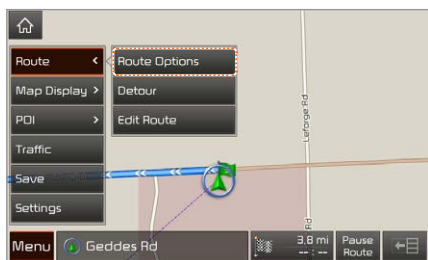 Route <
Route Options
Map Display >
Detour
POI >
Edit Route
Traffic
Save
Settings
Leforge Rd
Rd
Menu
Geddes Rd
3.8 mi
--:--
Pause
Route